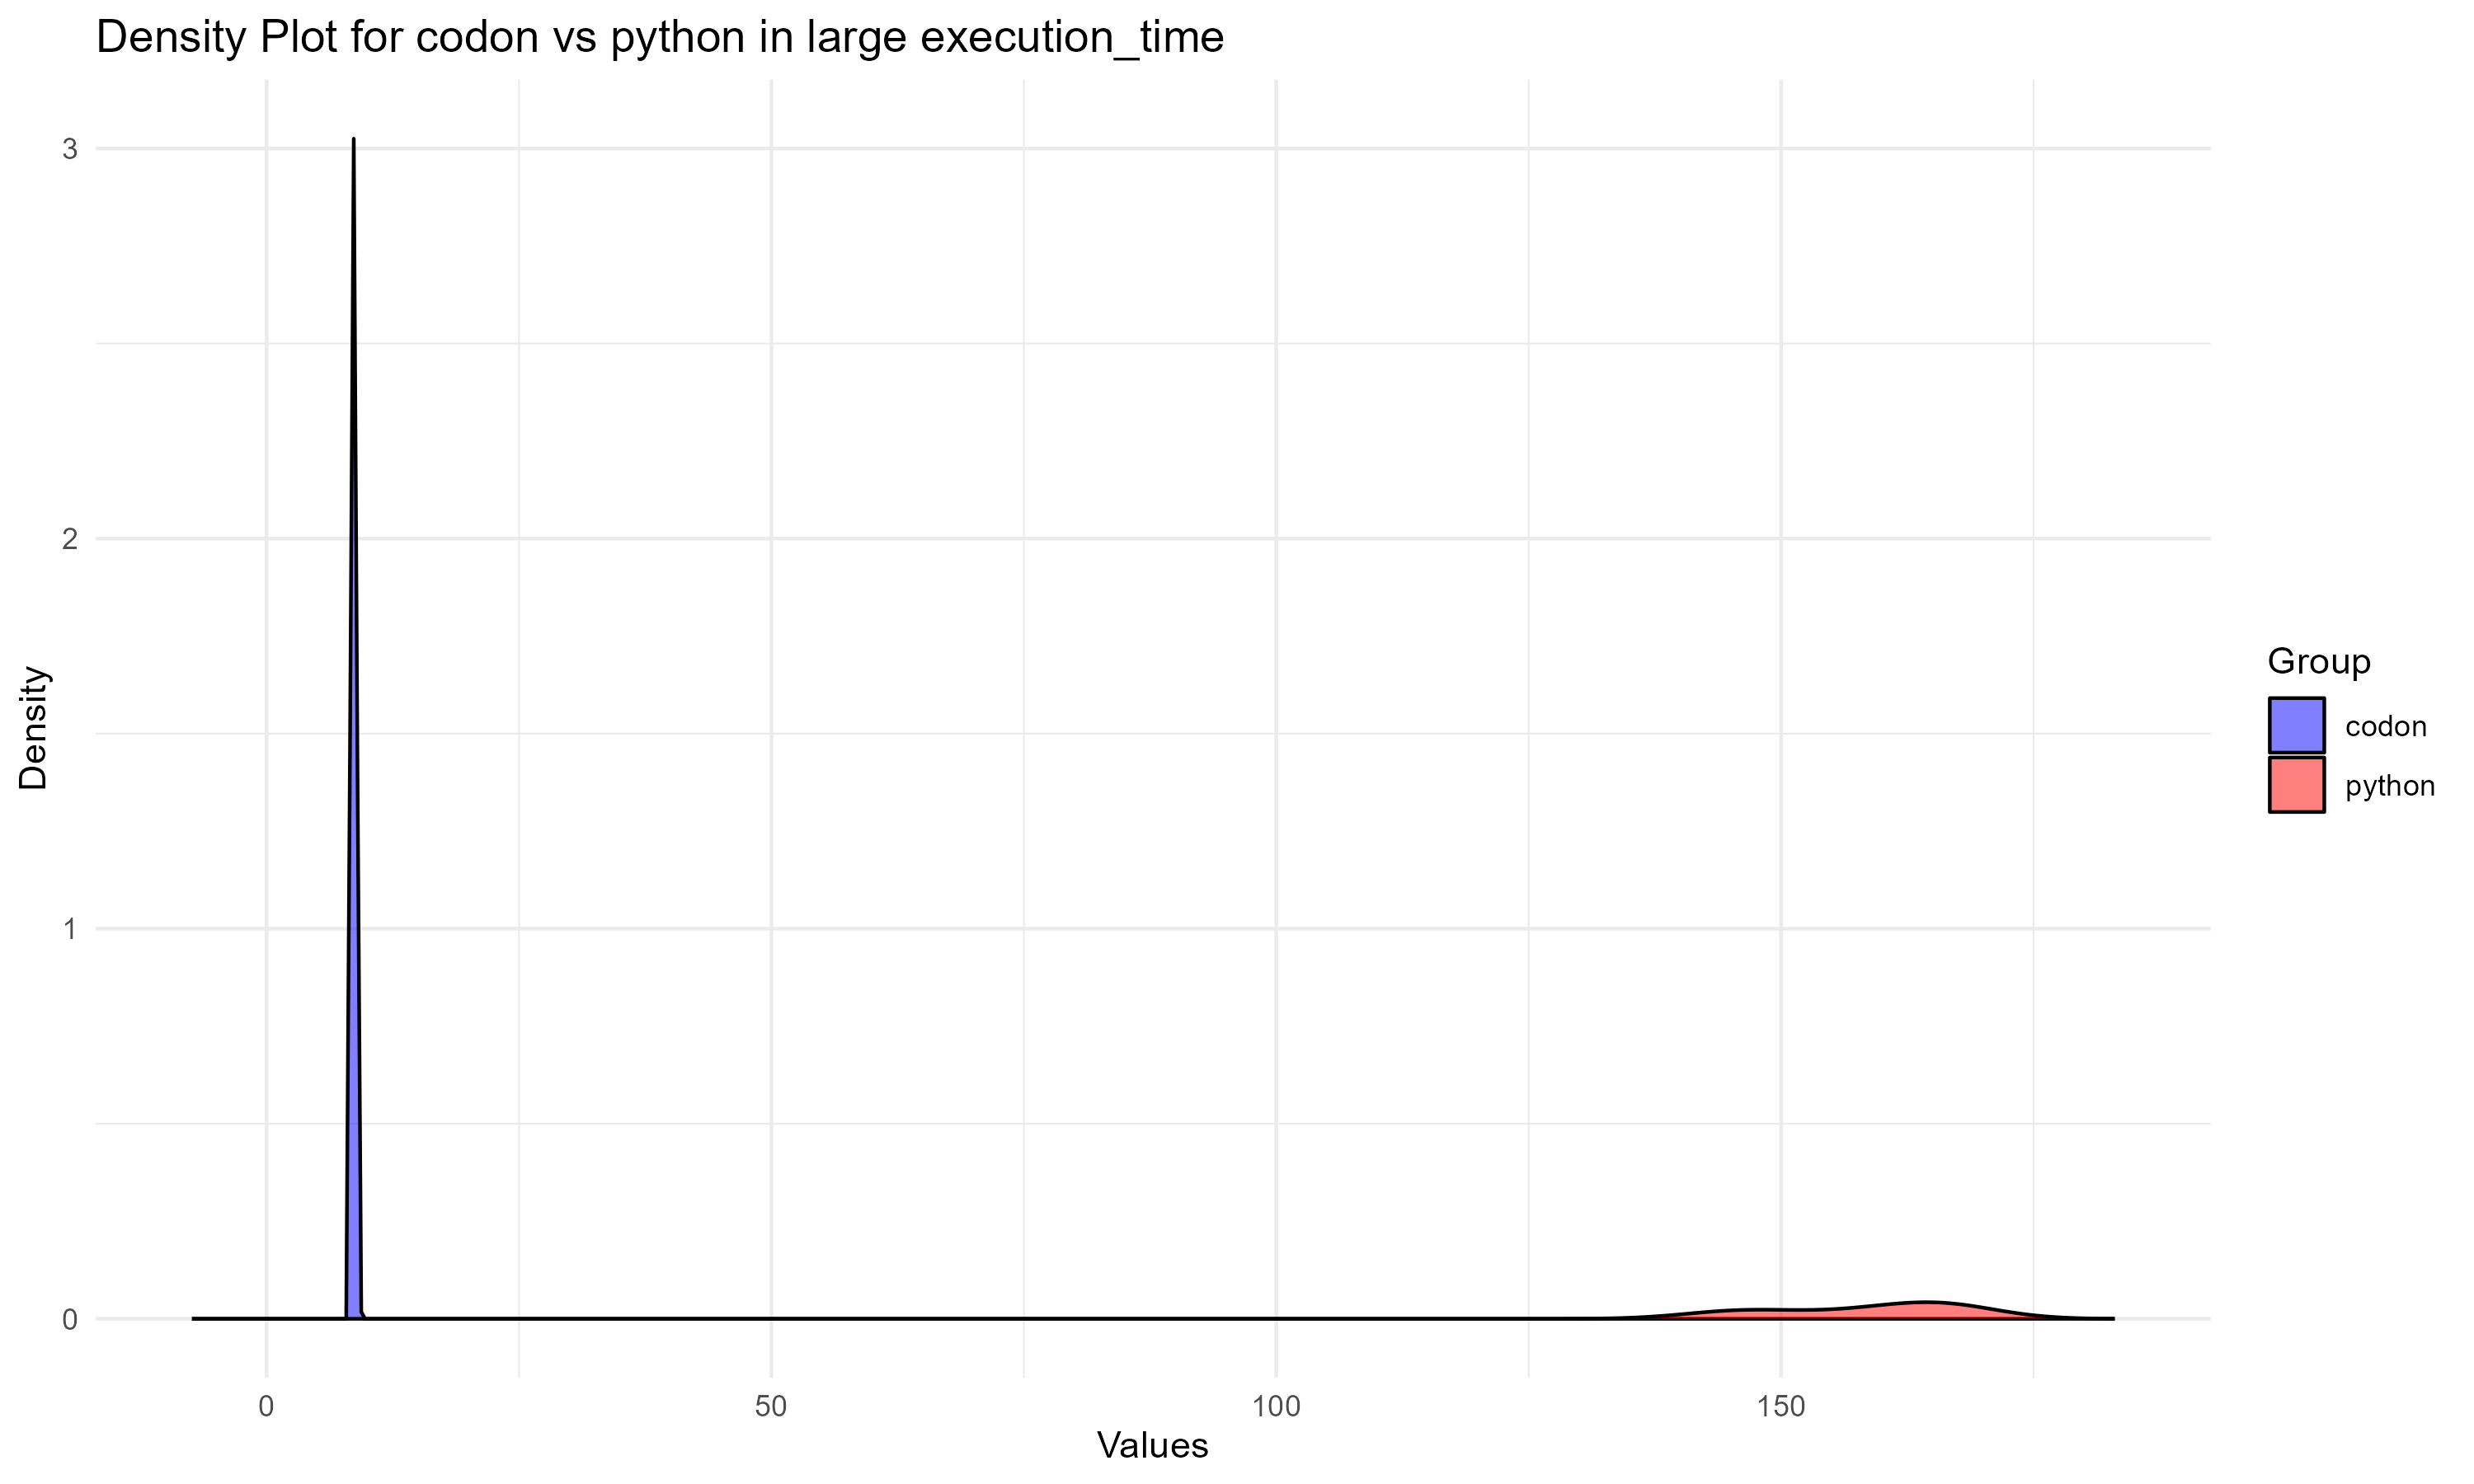 Density Plot for codon vs python in large execution_time
3
2
1
0
Density
0 50 100 150
Values
Group
codon
python